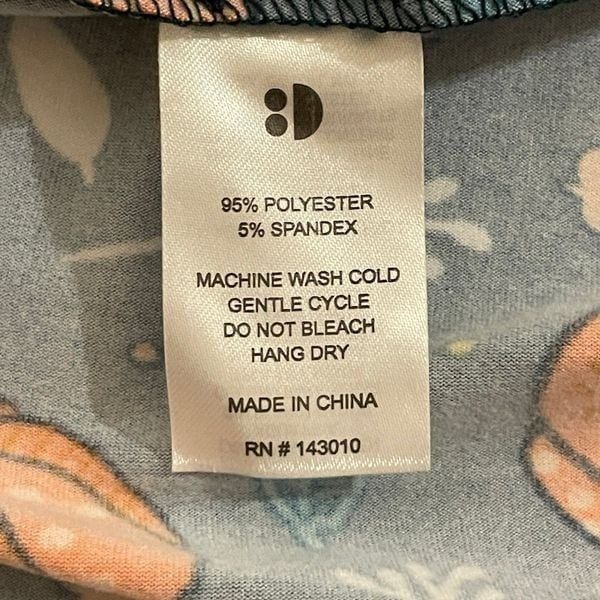 95% POLYESTER
5% SPANDEX
MACHINE WASH COLD
GENTLE CYCLE
DO NOT BLEACH
HANG DRY
MADE IN CHINA
RN # 143010